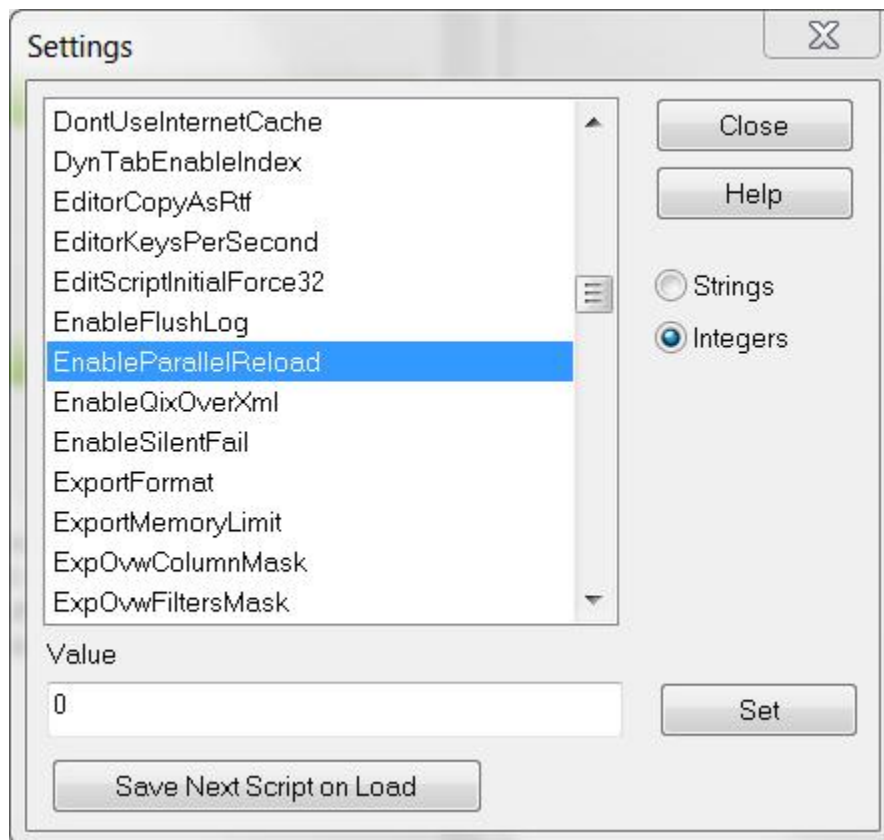 Settings
DontUseInternetCache
DynTabEnableIndex
EditorCopyAsRtf
EditorKeysPerSecond
EditScriptInitialForce32
EnableFlushLog
EnableParallelReload
EnableQixOverXml
EnableSilentFail
ExportFormat
ExportMemoryLimit
ExpOvwColumnMask
ExpOvwFiltersMask
Close
Help
Strings
Integers
Value
0
Set
Save Next Script on Load